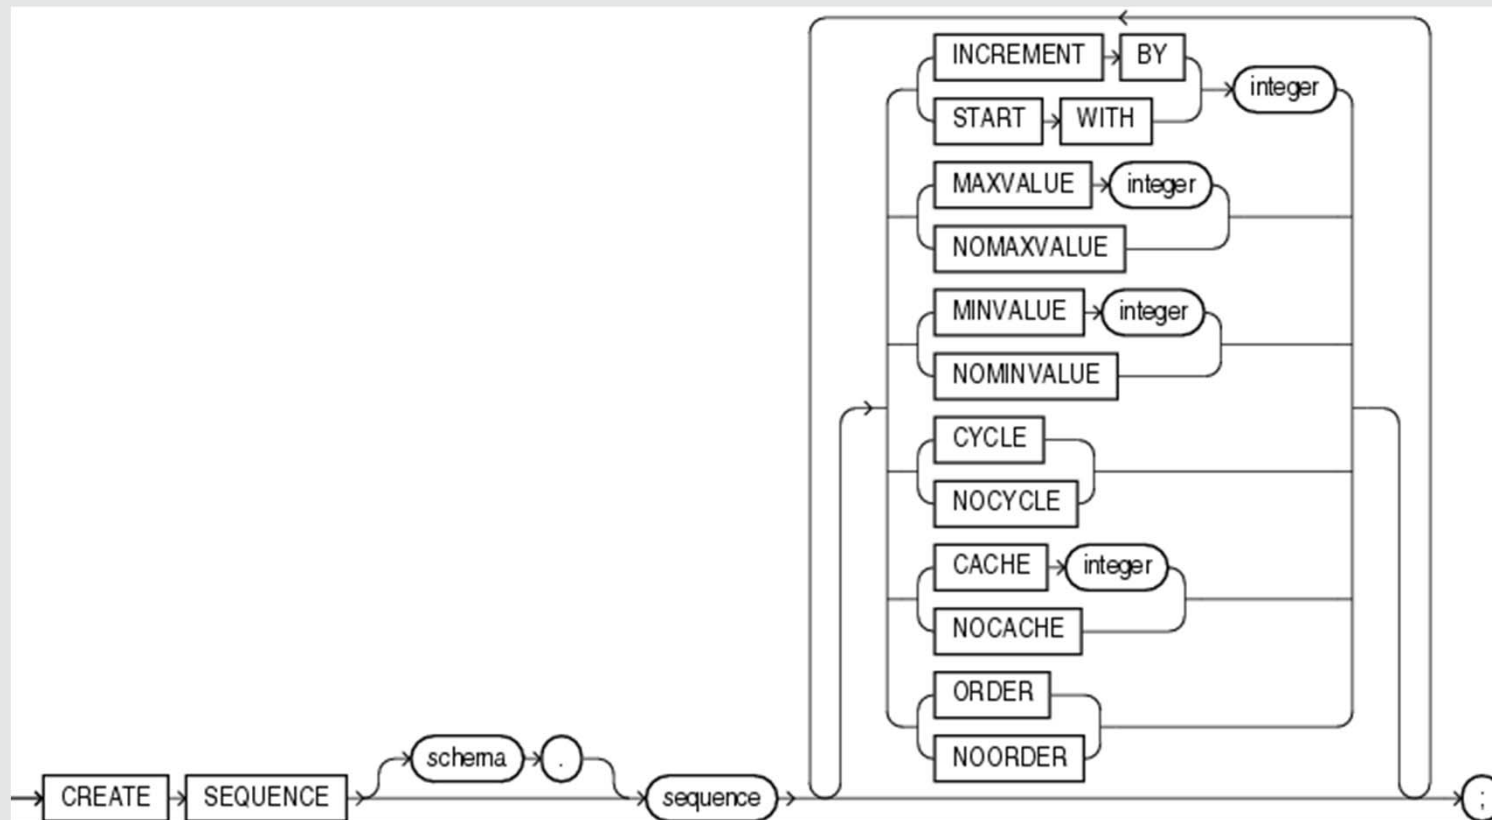 INCREMENT BY
integer
START WITH
MAXVALUE integer
NOMAXVALUE
MINVALUE integer
NOMINVALUE
CYCLE
NOCYCLE
CACHE integer
NOCACHE
ORDER
NOORDER
schema .
CREATE SEQUENCE sequence ;